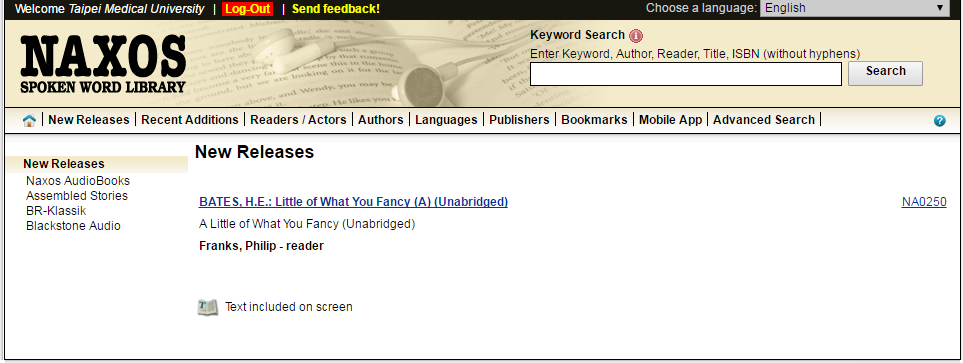 Welcome Taipei Medical University | Log-Out | Send feedback! Choose a language: English
NAXOS
SPOKEN WORD LIBRARY
Keyword Search
Enter Keyword, Author, Reader, Title, ISBN (without hyphens)
Search
New Releases | Recent Additions | Readers / Actors | Authors | Languages | Publishers | Bookmarks | Mobile App | Advanced Search |
New Releases
Naxos AudioBooks
Assembled Stories
BR-Klassik
Blackstone Audio
New Releases
BATES, H.E.: Little of What You Fancy (A) (Unabridged) NA0250
A Little of What You Fancy (Unabridged)
Franks, Philip - reader
Text included on screen